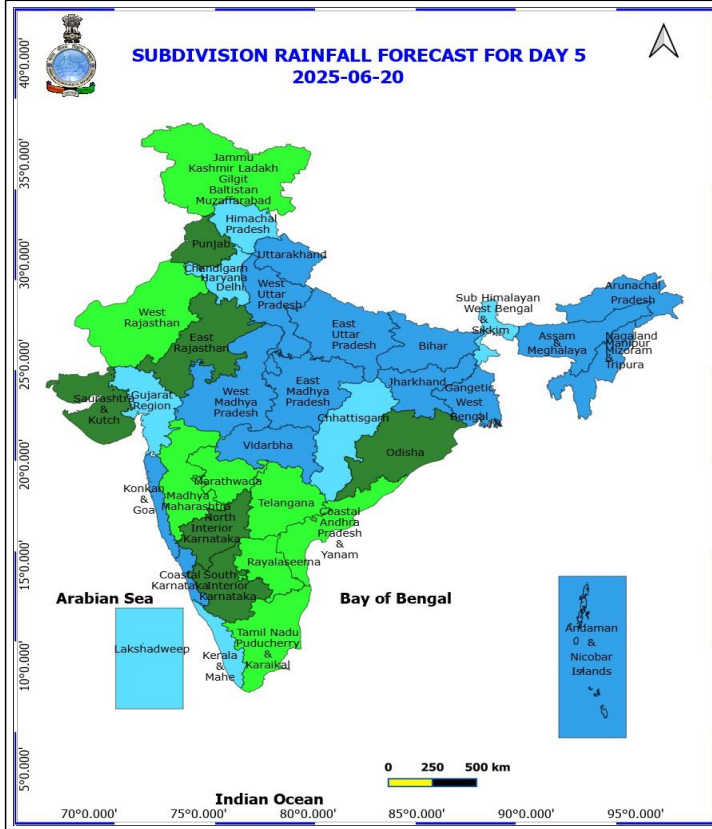 SUBDIVISION RAINFALL FORECAST FOR DAY 5
2025-06-20
40°0.000'
35°0.000'
30°0.000'
25°0.000'
20°0.000'
15°0.000'
10°0.000'
5°0.000'
Jammu
Kashmir Ladakh
Gilgit
Baltistan
Muzaffarabad
Himachal
Pradesh
Punjab
Uttarakhand
Chandigarh
Haryana
Delhi
West
Uttar
Pradesh
West
Rajasthan
East
Rajasthan
East
Uttar
Pradesh
Bihar
Sub Himalayan
West Bengal
&
Sikkim
Arunachal
Pradesh
Assam
&
Meghalaya
Nagaland
Manipur
Mizoram
&
Tripura
Saurashtra
&
Kutch
Gujarat
Region
West
Madhya
Pradesh
East
Madhya
Pradesh
Jharkhand
Gangetic
West
Bengal
Chhattisgarh
Vidarbha
Odisha
Konkan
&
Goa
Madhya
Maharashtra
Marathwada
Telangana
North
Interior
Karnataka
Coastal
Andhra
Pradesh
&
Yanam
Rayalaseema
Coastal
Karnataka
South
Interior
Karnataka
Arabian Sea
Bay of Bengal
Lakshadweep
Kerala
&
Mahe
Tamil Nadu
Puducherry
&
Karaikal
Andaman
&
Nicobar
Islands
0 250 500 km
Indian Ocean
70°0.000' 75°0.000' 80°0.000' 85°0.000' 90°0.000' 95°0.000'